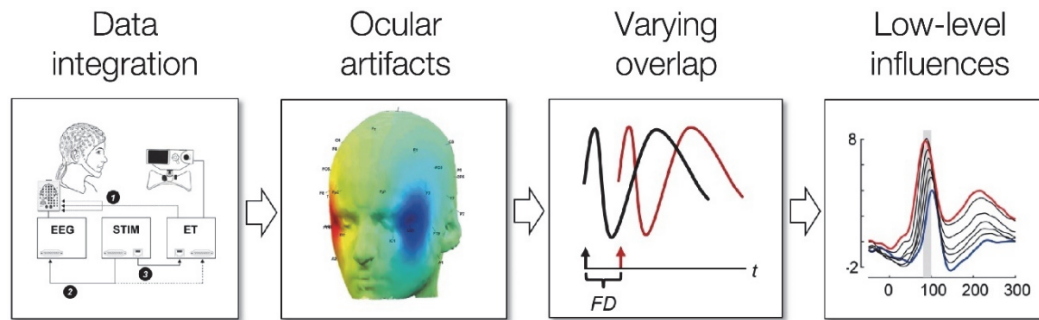 Data
integration
Ocular
artifacts
Varying
overlap
Low-level
influences
1
EEG
STIM
ET
3
2
t
FD
8
-2
0
100
200
300